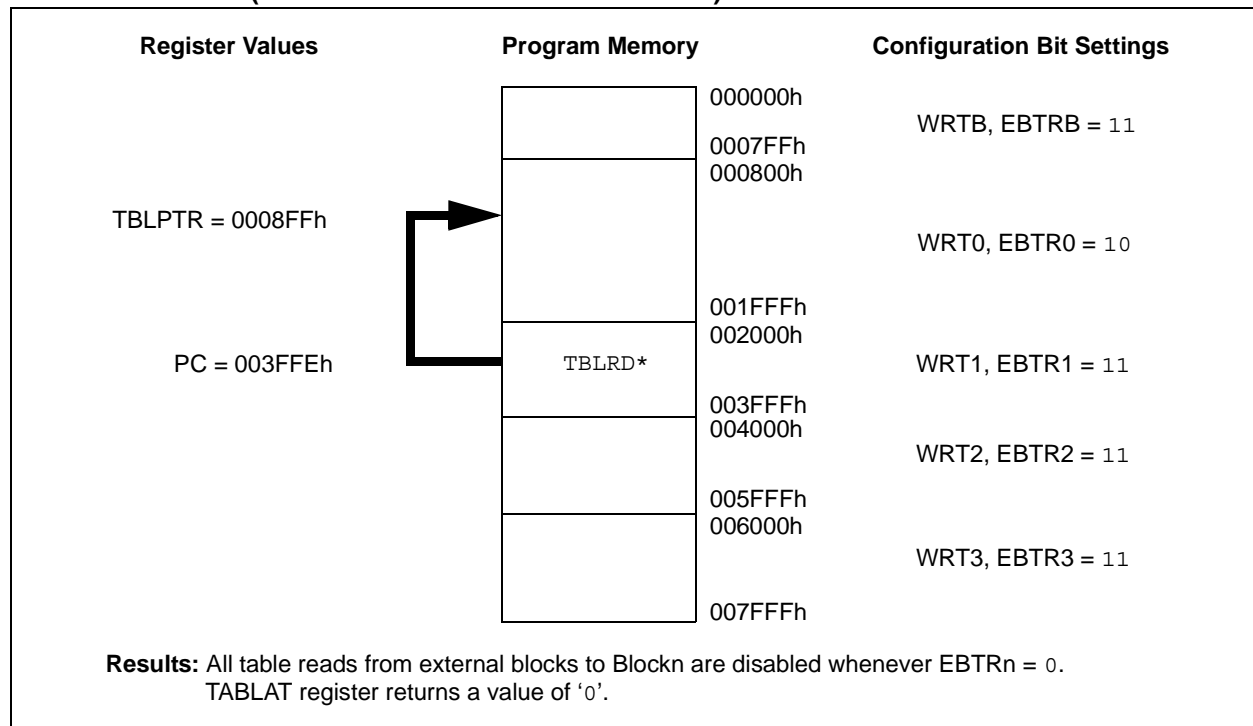 Register Values Program Memory Configuration Bit Settings
000000h
WRTB, EBTRB = 11
0007FFh
000800h
TBLPTR = 0008FFh
WRT0, EBTR0 = 10
001FFFh
002000h
PC = 003FFEh TBLRD* WRT1, EBTR1 = 11
003FFFh
004000h
WRT2, EBTR2 = 11
005FFFh
006000h
WRT3, EBTR3 = 11
007FFFh
Results: All table reads from external blocks to Blockn are disabled whenever EBTRn = 0.
TABLAT register returns a value of ‘0’.